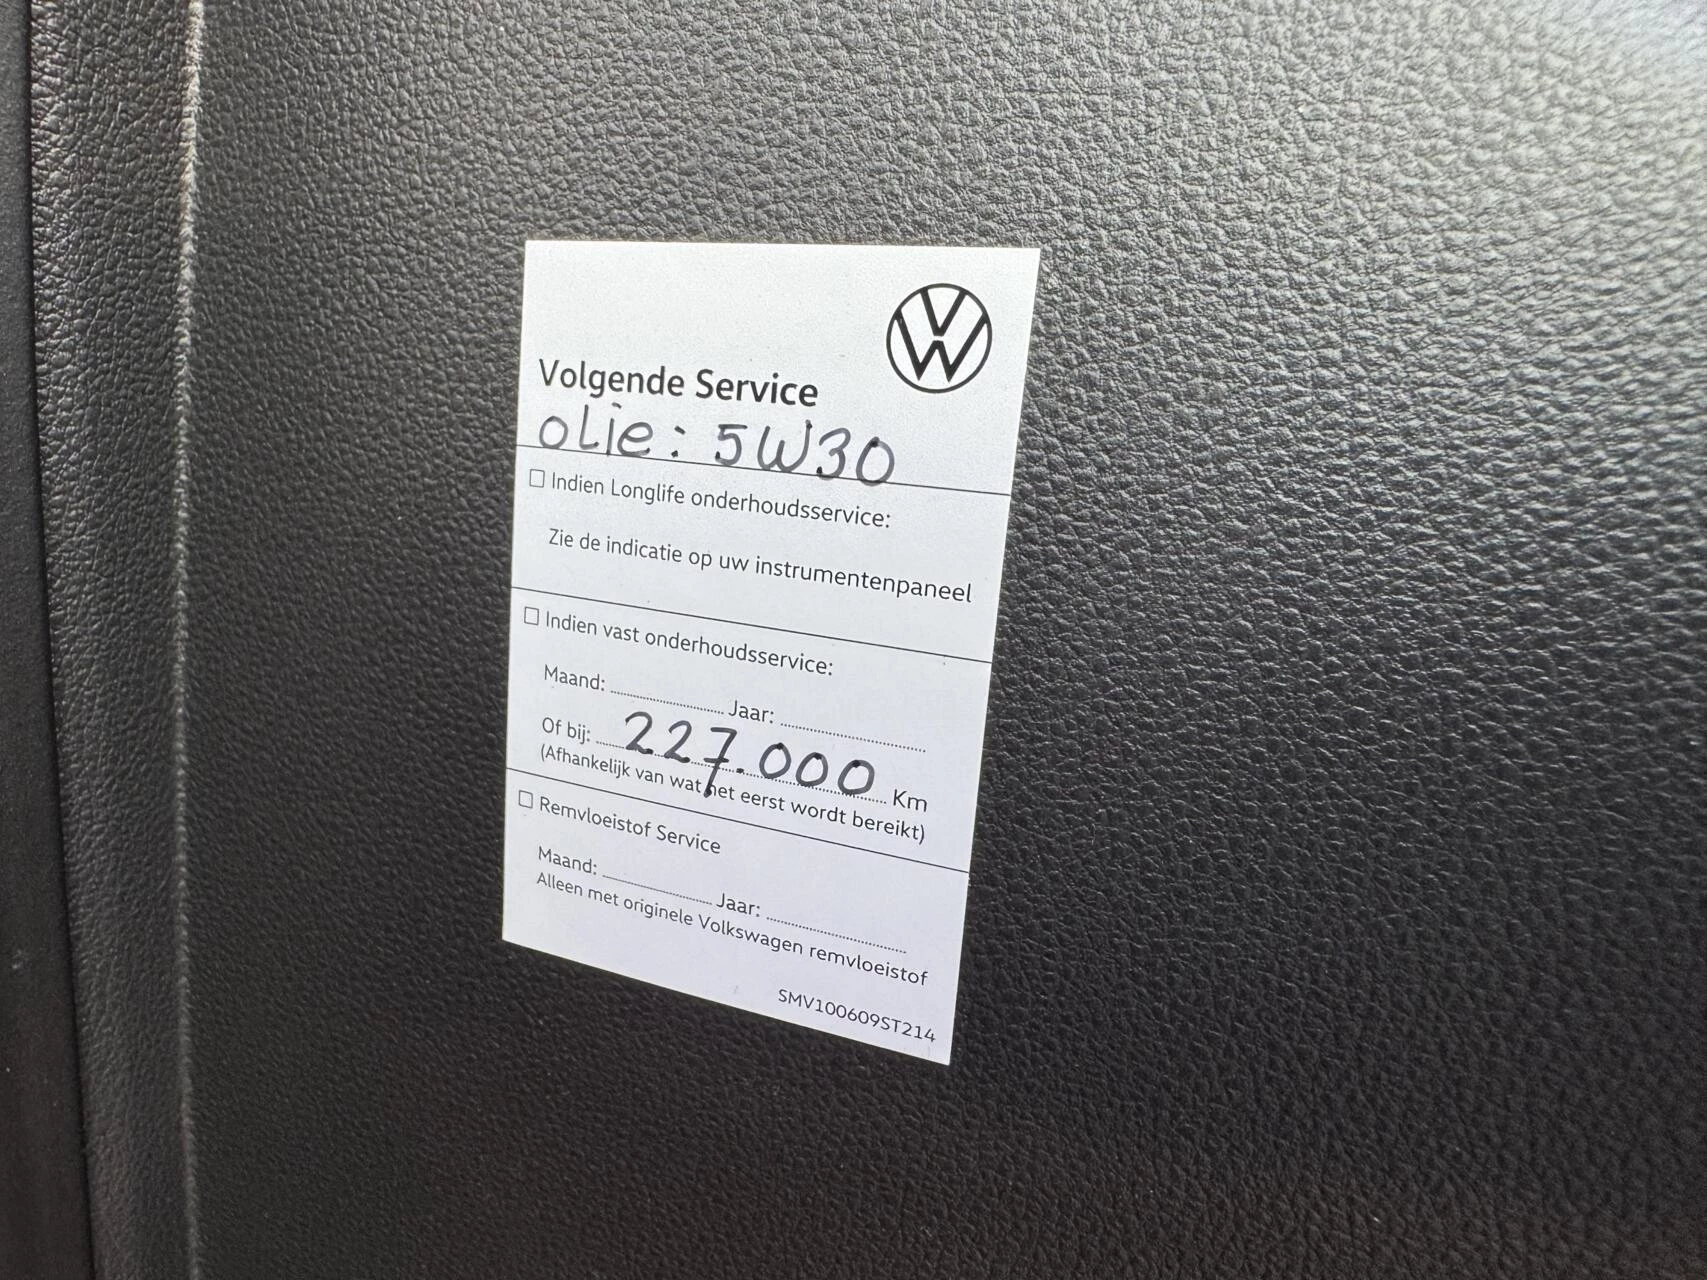 Volgende Service
olie: 5W30
☐ Indien Longlife onderhoudsservice:
Zie de indicatie op uw instrumentenpaneel
☐ Indien vast onderhoudsservice:
Maand: .................... Jaar: ....................
Of bij: 227.000 Km
(Afhankelijk van wat het eerst wordt bereikt)
☐ Remvloeistof Service
Maand: .................... Jaar: ....................
Alleen met originele Volkswagen remvloeistof
SMV100609ST214